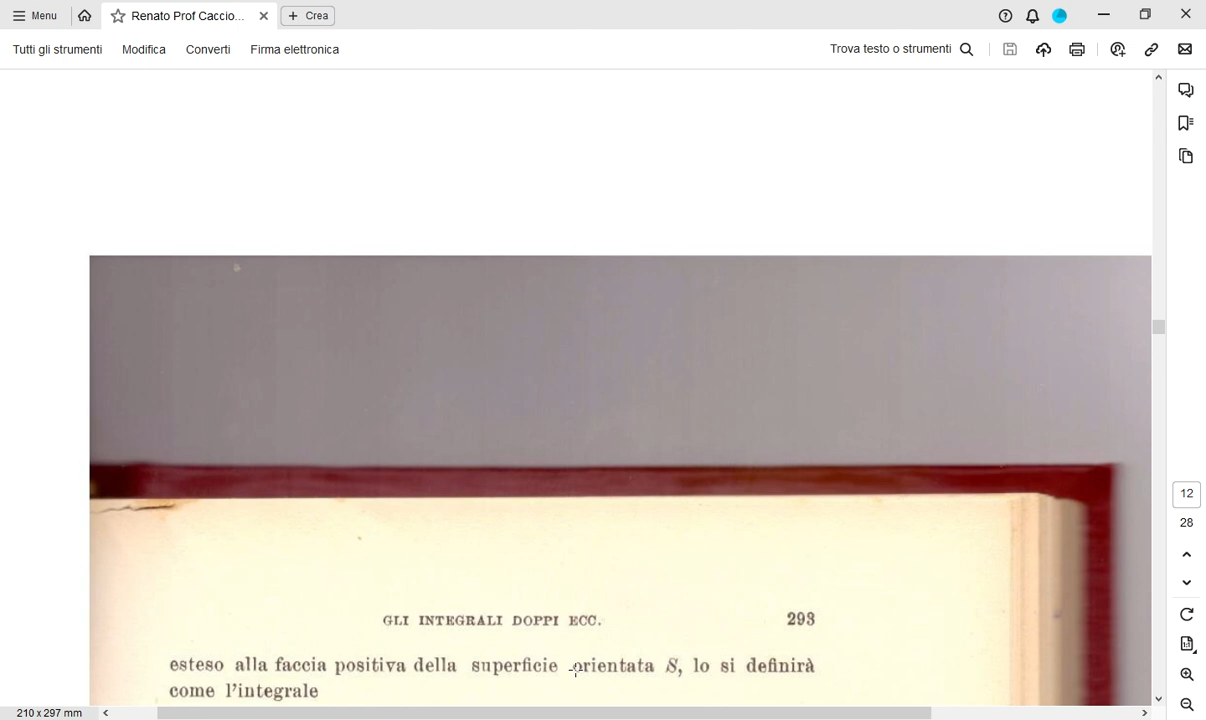 Menu
Renato Prof Caccio...
Crea
Tutti gli strumenti
Modifica
Converti
Firma elettronica
Trova testo o strumenti
12
28
GLI INTEGRALI DOPPI ECC. 293
esteso alla faccia positiva della superficie orientata S, lo si definirà
come l'integrale
210 x 297 mm